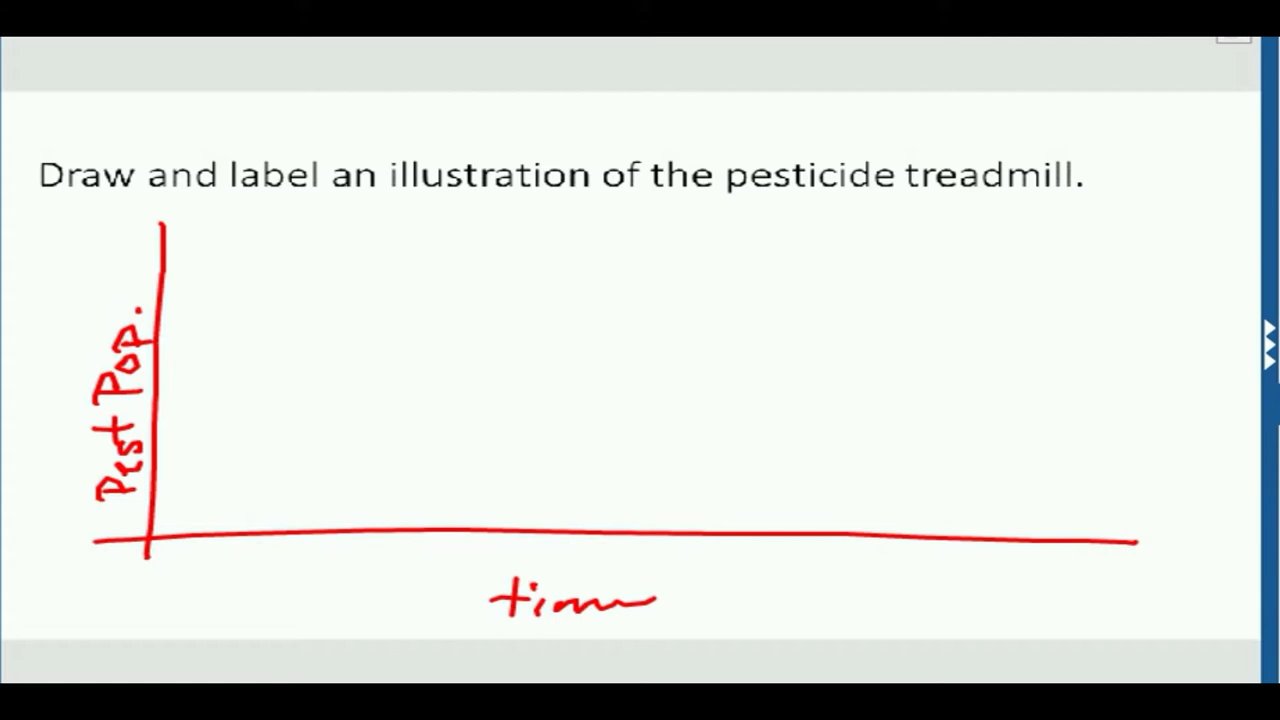 Draw and label an illustration of the pesticide treadmill.
Pest Pop.
time